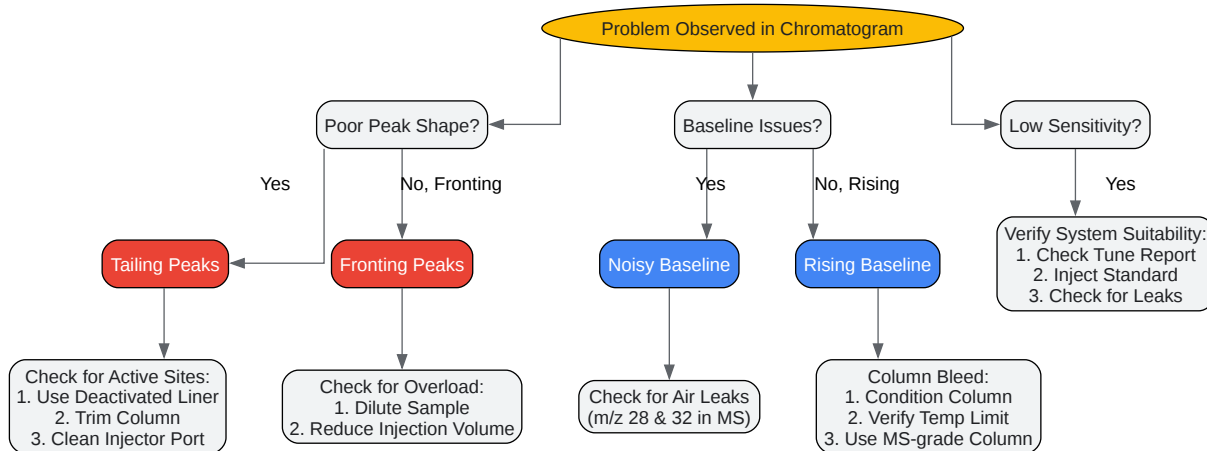 Problem Observed in Chromatogram
Poor Peak Shape?
Baseline Issues?
Low Sensitivity?
Yes
No, Fronting
Yes
No, Rising
Yes
Tailing Peaks
Fronting Peaks
Noisy Baseline
Rising Baseline
Verify System Suitability:
1. Check Tune Report
2. Inject Standard
3. Check for Leaks
Check for Active Sites:
1. Use Deactivated Liner
2. Trim Column
3. Clean Injector Port
Check for Overload:
1. Dilute Sample
2. Reduce Injection Volume
Check for Air Leaks
(m/z 28 & 32 in MS)
Column Bleed:
1. Condition Column
2. Verify Temp Limit
3. Use MS-grade Column